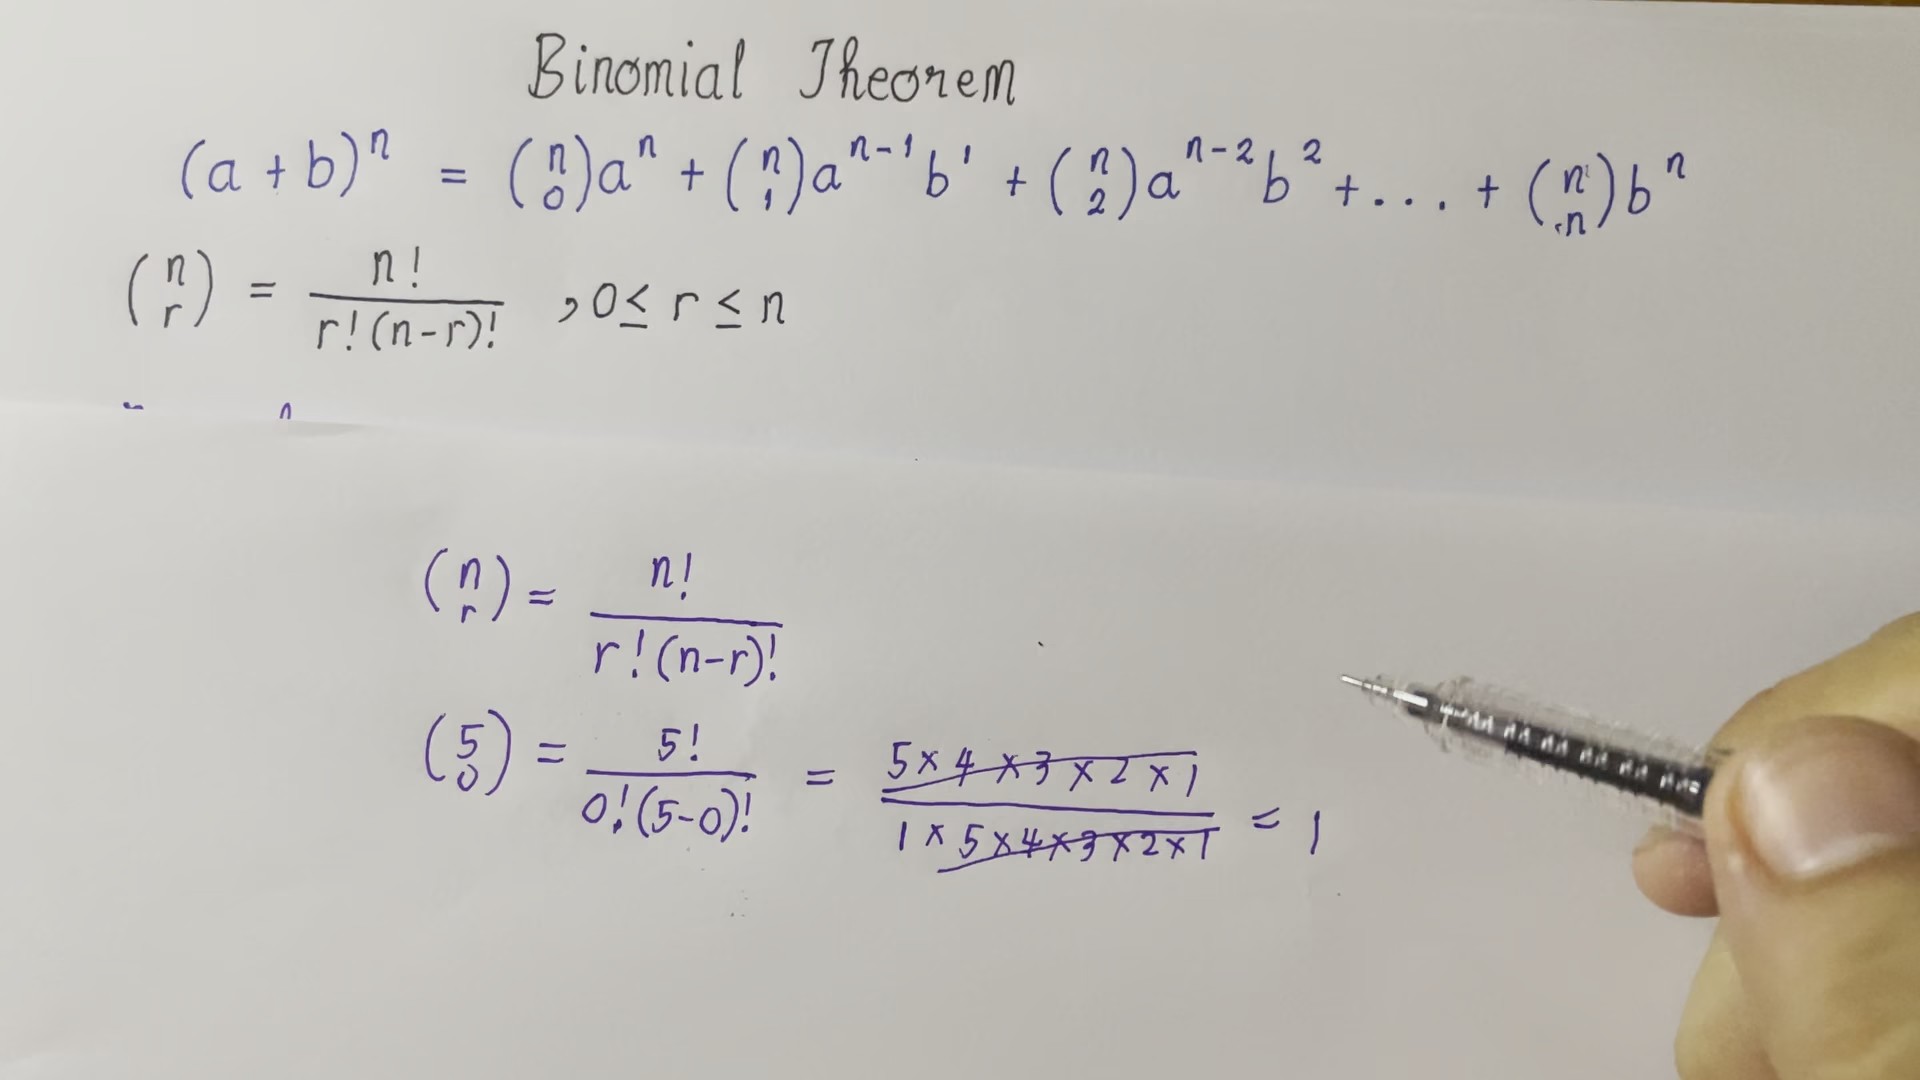 Binomial Theorem
(a + b)^n = (n 0)a^n + (n 1)a^(n-1) b^1 + (n 2)a^(n-2) b^2 + . . . . + (n n)b^n
(n r) = n! / r!(n-r)! , 0 ≤ r ≤ n
(n r) = n! / r!(n-r)!
(5 0) = 5! / 0!(5-0)! = 5 × 4 × 3 × 2 × 1 / 1 × 5 × 4 × 3 × 2 × 1 = 1